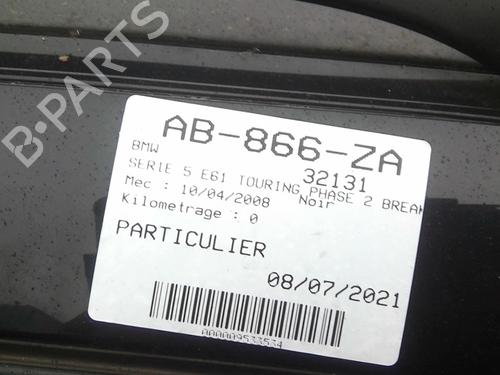 B-PARTS
AB-866-ZA
BMW 32131
SERIE 5 E61 TOURING PHASE 2 BREAK
Mec : 10/04/2008 Noir
Kilometrage : 0
PARTICULIER
08/07/2021
000009533534